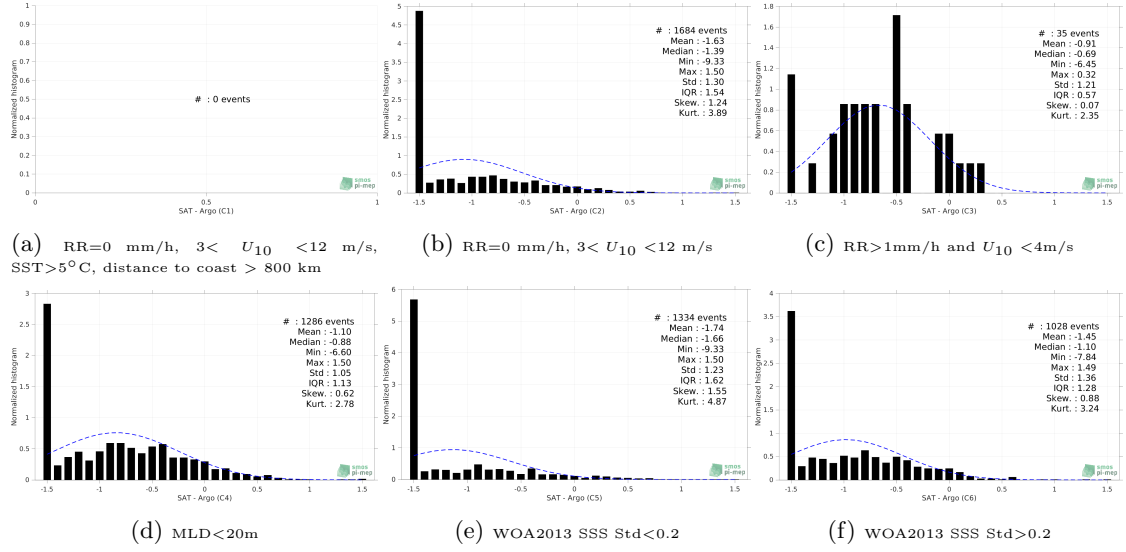 1
0.9
0.8
0.7
0.6
0.5
0.4
0.3
0.2
0.1
0
Normalized histogram
# : 0 events
smos
pi-mep
0 0.5 1
SAT - Argo (C1)
(a) RR=0 mm/h, 3< U10 <12 m/s,
SST>5°C, distance to coast > 800 km
5
4.5
4
3.5
3
2.5
2
1.5
1
0.5
0
Normalized histogram
# : 1684 events
Mean : -1.63
Median : -1.39
Min : -9.33
Max : 1.50
Std : 1.30
IQR : 1.54
Skew. : 1.24
Kurt. : 3.89
smos
pi-mep
-1.5 -1 -0.5 0 0.5 1 1.5
SAT - Argo (C2)
(b) RR=0 mm/h, 3< U10 <12 m/s
1.8
1.6
1.4
1.2
1
0.8
0.6
0.4
0.2
0
Normalized histogram
# : 35 events
Mean : -0.91
Median : -0.69
Min : -6.45
Max : 0.32
Std : 1.21
IQR : 0.57
Skew. : 0.07
Kurt. : 2.35
smos
pi-mep
-1.5 -1 -0.5 0 0.5 1 1.5
SAT - Argo (C3)
(c) RR>1mm/h and U10 <4m/s
3
2.5
2
1.5
1
0.5
0
Normalized histogram
# : 1286 events
Mean : -1.10
Median : -0.88
Min : -6.60
Max : 1.50
Std : 1.05
IQR : 1.13
Skew. : 0.62
Kurt. : 2.78
smos
pi-mep
-1.5 -1 -0.5 0 0.5 1 1.5
SAT - Argo (C4)
(d) MLD<20m
6
5
4
3
2
1
0
Normalized histogram
# : 1334 events
Mean : -1.74
Median : -1.66
Min : -9.33
Max : 1.50
Std : 1.23
IQR : 1.62
Skew. : 1.55
Kurt. : 4.87
smos
pi-mep
-1.5 -1 -0.5 0 0.5 1 1.5
SAT - Argo (C5)
(e) WOA2013 SSS Std<0.2
4
3.5
3
2.5
2
1.5
1
0.5
0
Normalized histogram
# : 1028 events
Mean : -1.45
Median : -1.10
Min : -7.84
Max : 1.49
Std : 1.36
IQR : 1.28
Skew. : 0.88
Kurt. : 3.24
smos
pi-mep
-1.5 -1 -0.5 0 0.5 1 1.5
SAT - Argo (C6)
(f) WOA2013 SSS Std>0.2